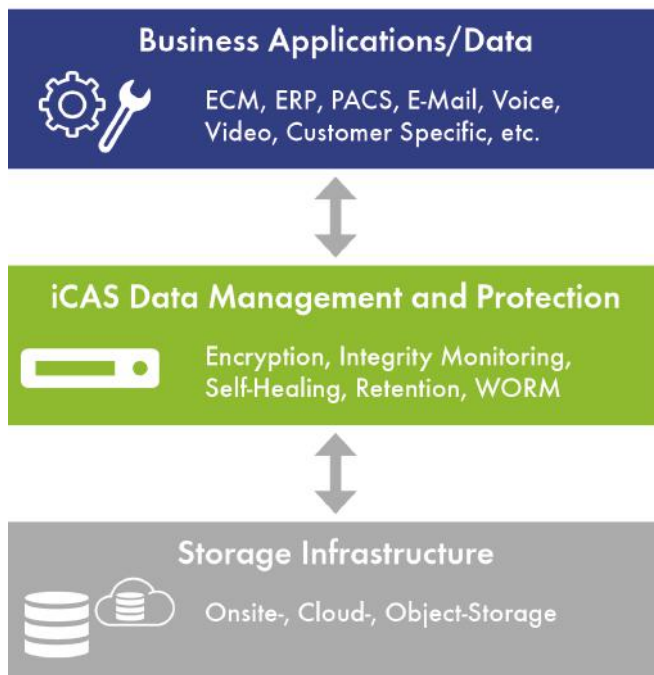 Business Applications/Data
ECM, ERP, PACS, E-Mail, Voice,
Video, Customer Specific, etc.
iCAS Data Management and Protection
Encryption, Integrity Monitoring,
Self-Healing, Retention, WORM
Storage Infrastructure
Onsite-, Cloud-, Object-Storage